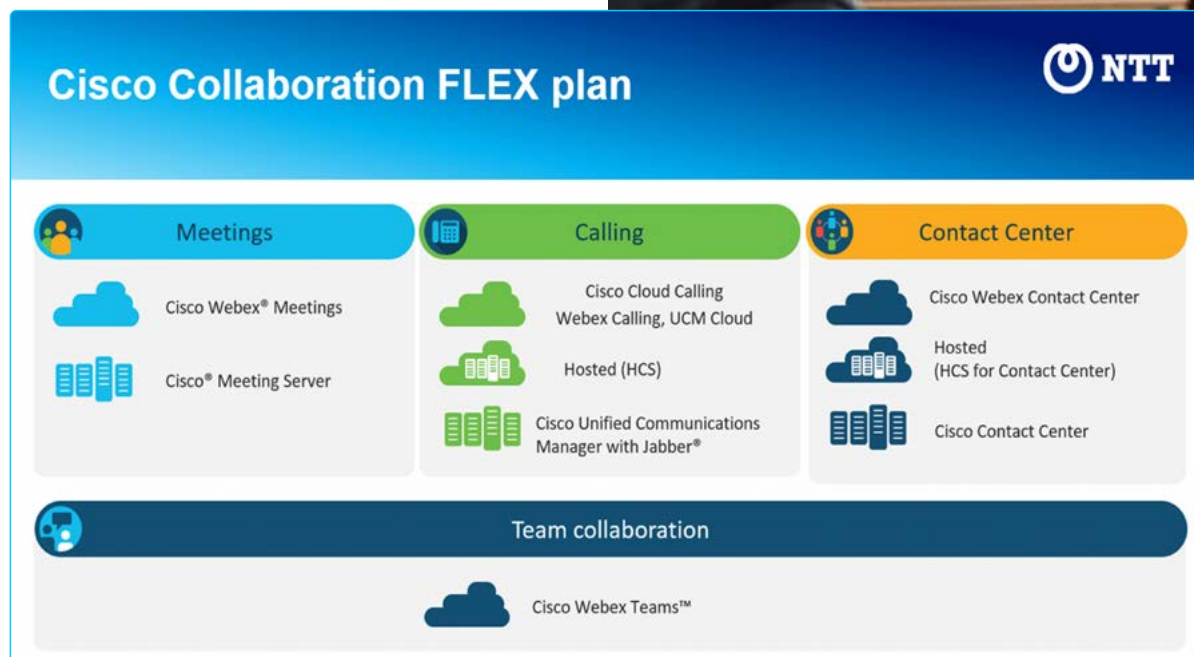 Cisco Collaboration FLEX plan
NTT
Meetings
Cisco Webex® Meetings
Cisco® Meeting Server
Calling
Cisco Cloud Calling
Webex Calling, UCM Cloud
Hosted (HCS)
Cisco Unified Communications
Manager with Jabber®
Contact Center
Cisco Webex Contact Center
Hosted
(HCS for Contact Center)
Cisco Contact Center
Team collaboration
Cisco Webex Teams™